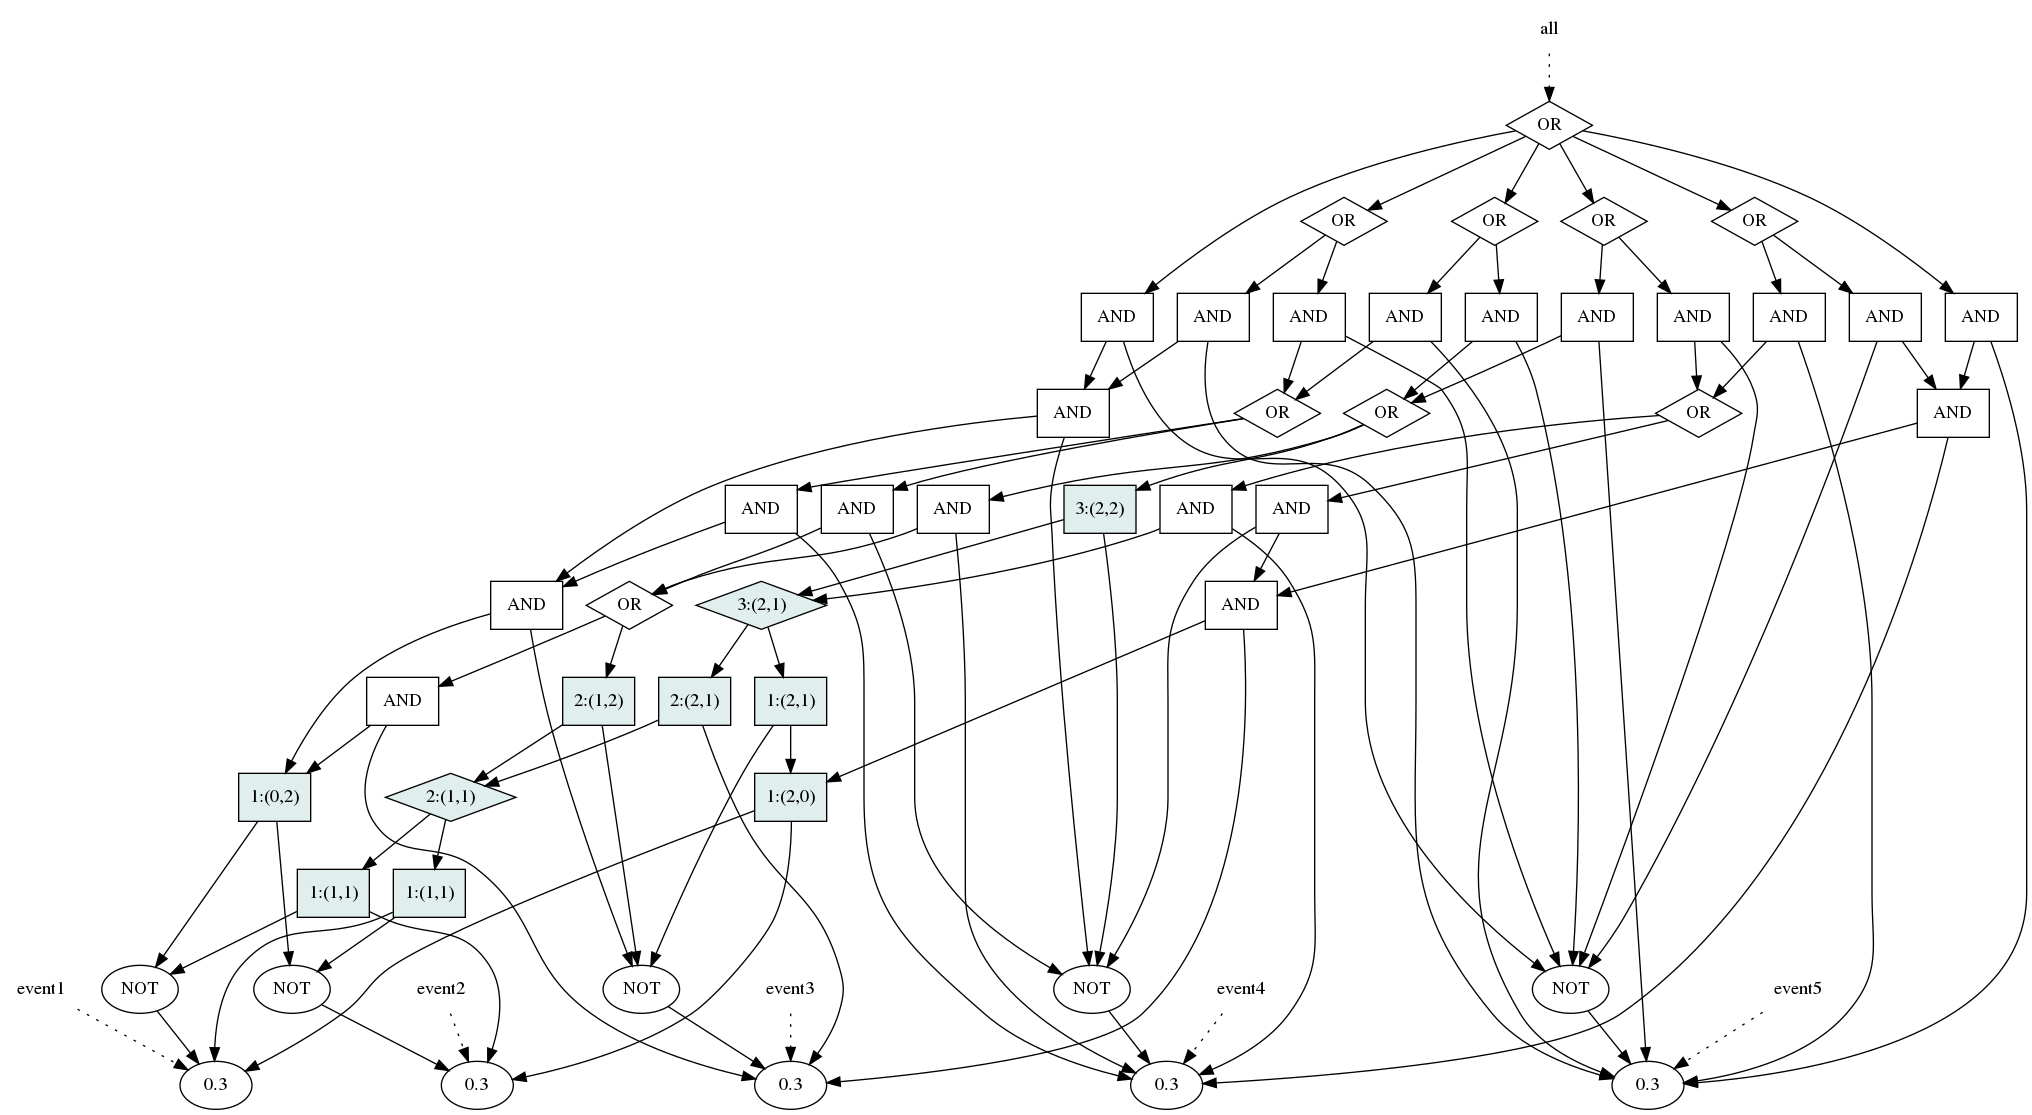 all
OR
OR
OR
OR
OR
AND
AND
AND
AND
AND
AND
AND
AND
AND
AND
AND
OR
OR
OR
AND
AND
AND
AND
3:(2,2)
AND
AND
AND
OR
3:(2,1)
AND
AND
2:(1,2)
2:(2,1)
1:(2,1)
1:(0,2)
2:(1,1)
1:(2,0)
1:(1,1)
1:(1,1)
event1
NOT
NOT
event2
NOT
event3
NOT
event4
NOT
event5
0.3
0.3
0.3
0.3
0.3